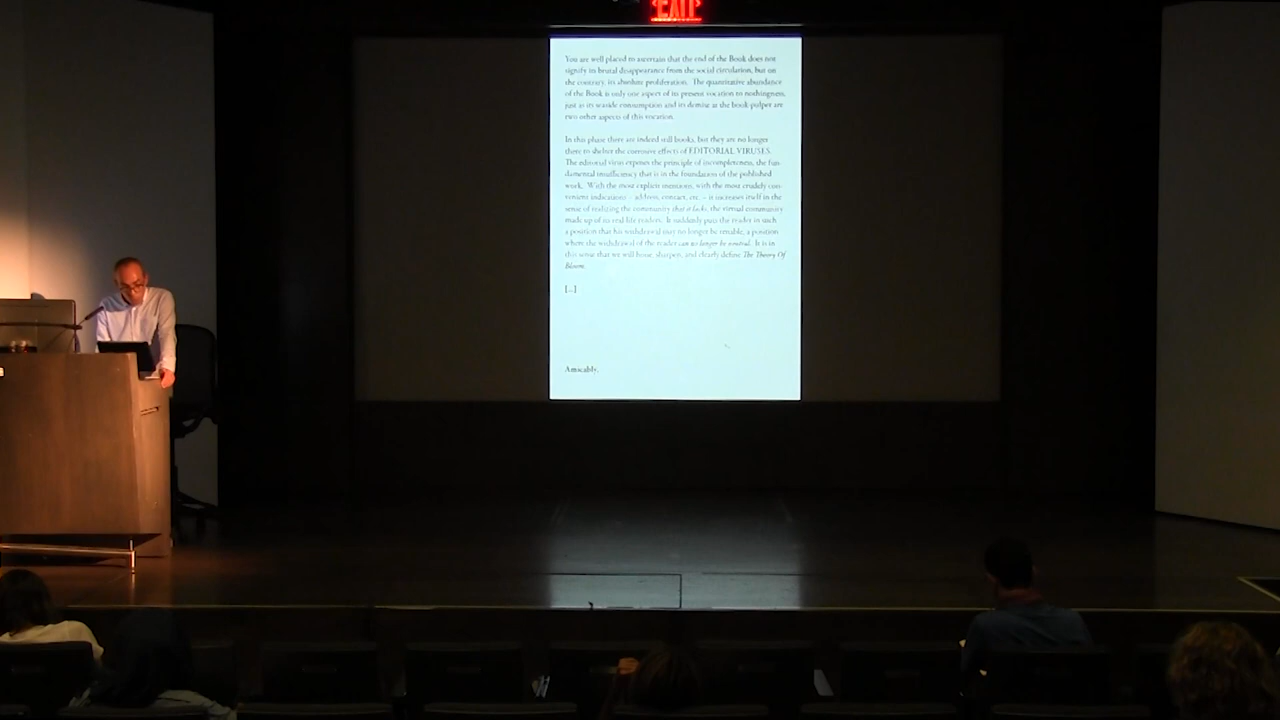 EXIT
You are well placed to ascertain that the end of the Book does not
signify its brutal disappearance from the social circulation, but on
the contrary, its absolute proliferation. The quantitative abundance
of the Book is only one aspect of its present vocation to nothingness,
just as its seaside consumption and its demise at the book pulper are
two other aspects of this vocation.
In this phase there are indeed still books, but they are no longer
there to shelter the corrosive effects of EDITORIAL VIRUSES.
The editorial virus exposes the principle of incompleteness, the fun-
damental insufficiency that is in the foundation of the published
work. With the most explicit mentions, with the most crudely con-
venient indications – address, contact, etc. – it increases itself in the
sense of realizing the community that it lacks, the virtual community
made up of its real-life readers. It suddenly puts the reader in such
a position that his withdrawal may no longer be tenable, a position
where the withdrawal of the reader can no longer be neutral. It is in
this sense that we will hone, sharpen, and clearly define The Theory Of
Bloom.
[...]
Amicably,